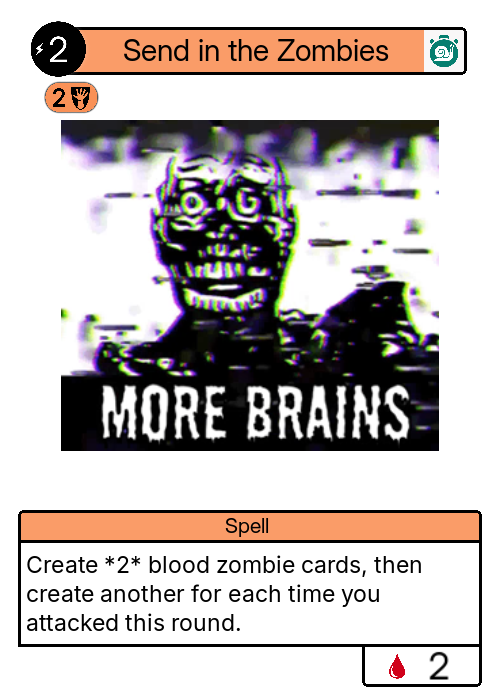 2 Send in the Zombies
2
MORE BRAINS
Spell
Create *2* blood zombie cards, then
create another for each time you
attacked this round.
2